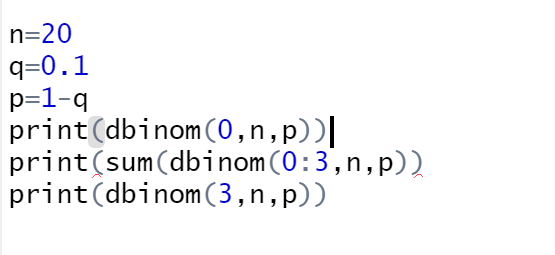 n=20
q=0.1
p=1-q
print(dbinom(0,n,p))
print(sum(dbinom(0:3,n,p))
print(dbinom(3,n,p))